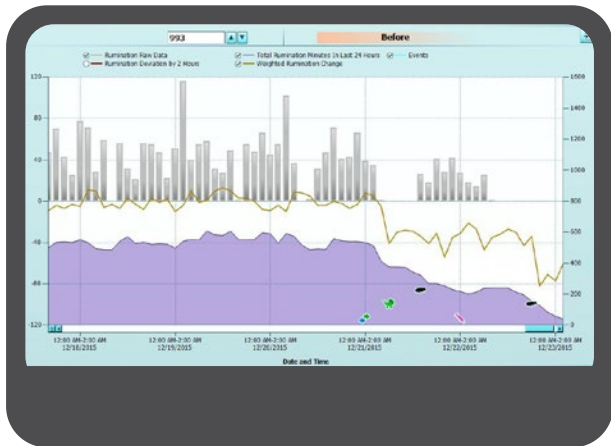 993
Before
Rumination Raw Data
Total Rumination Minutes In Last 24 Hours
Events
Rumination Deviation by 2 Hours
Weighted Rumination Change
120
80
40
0
-40
-80
-120
1600
1400
1200
1000
800
600
400
200
0
12:00 AM-2:00 AM 12:00 AM-2:00 AM 12:00 AM-2:00 AM 12:00 AM-2:00 AM 12:00 AM-2:00 AM 12:00 AM-2:00 AM
12/18/2015 12/19/2015 12/20/2015 12/21/2015 12/22/2015 12/23/2015
Date and Time